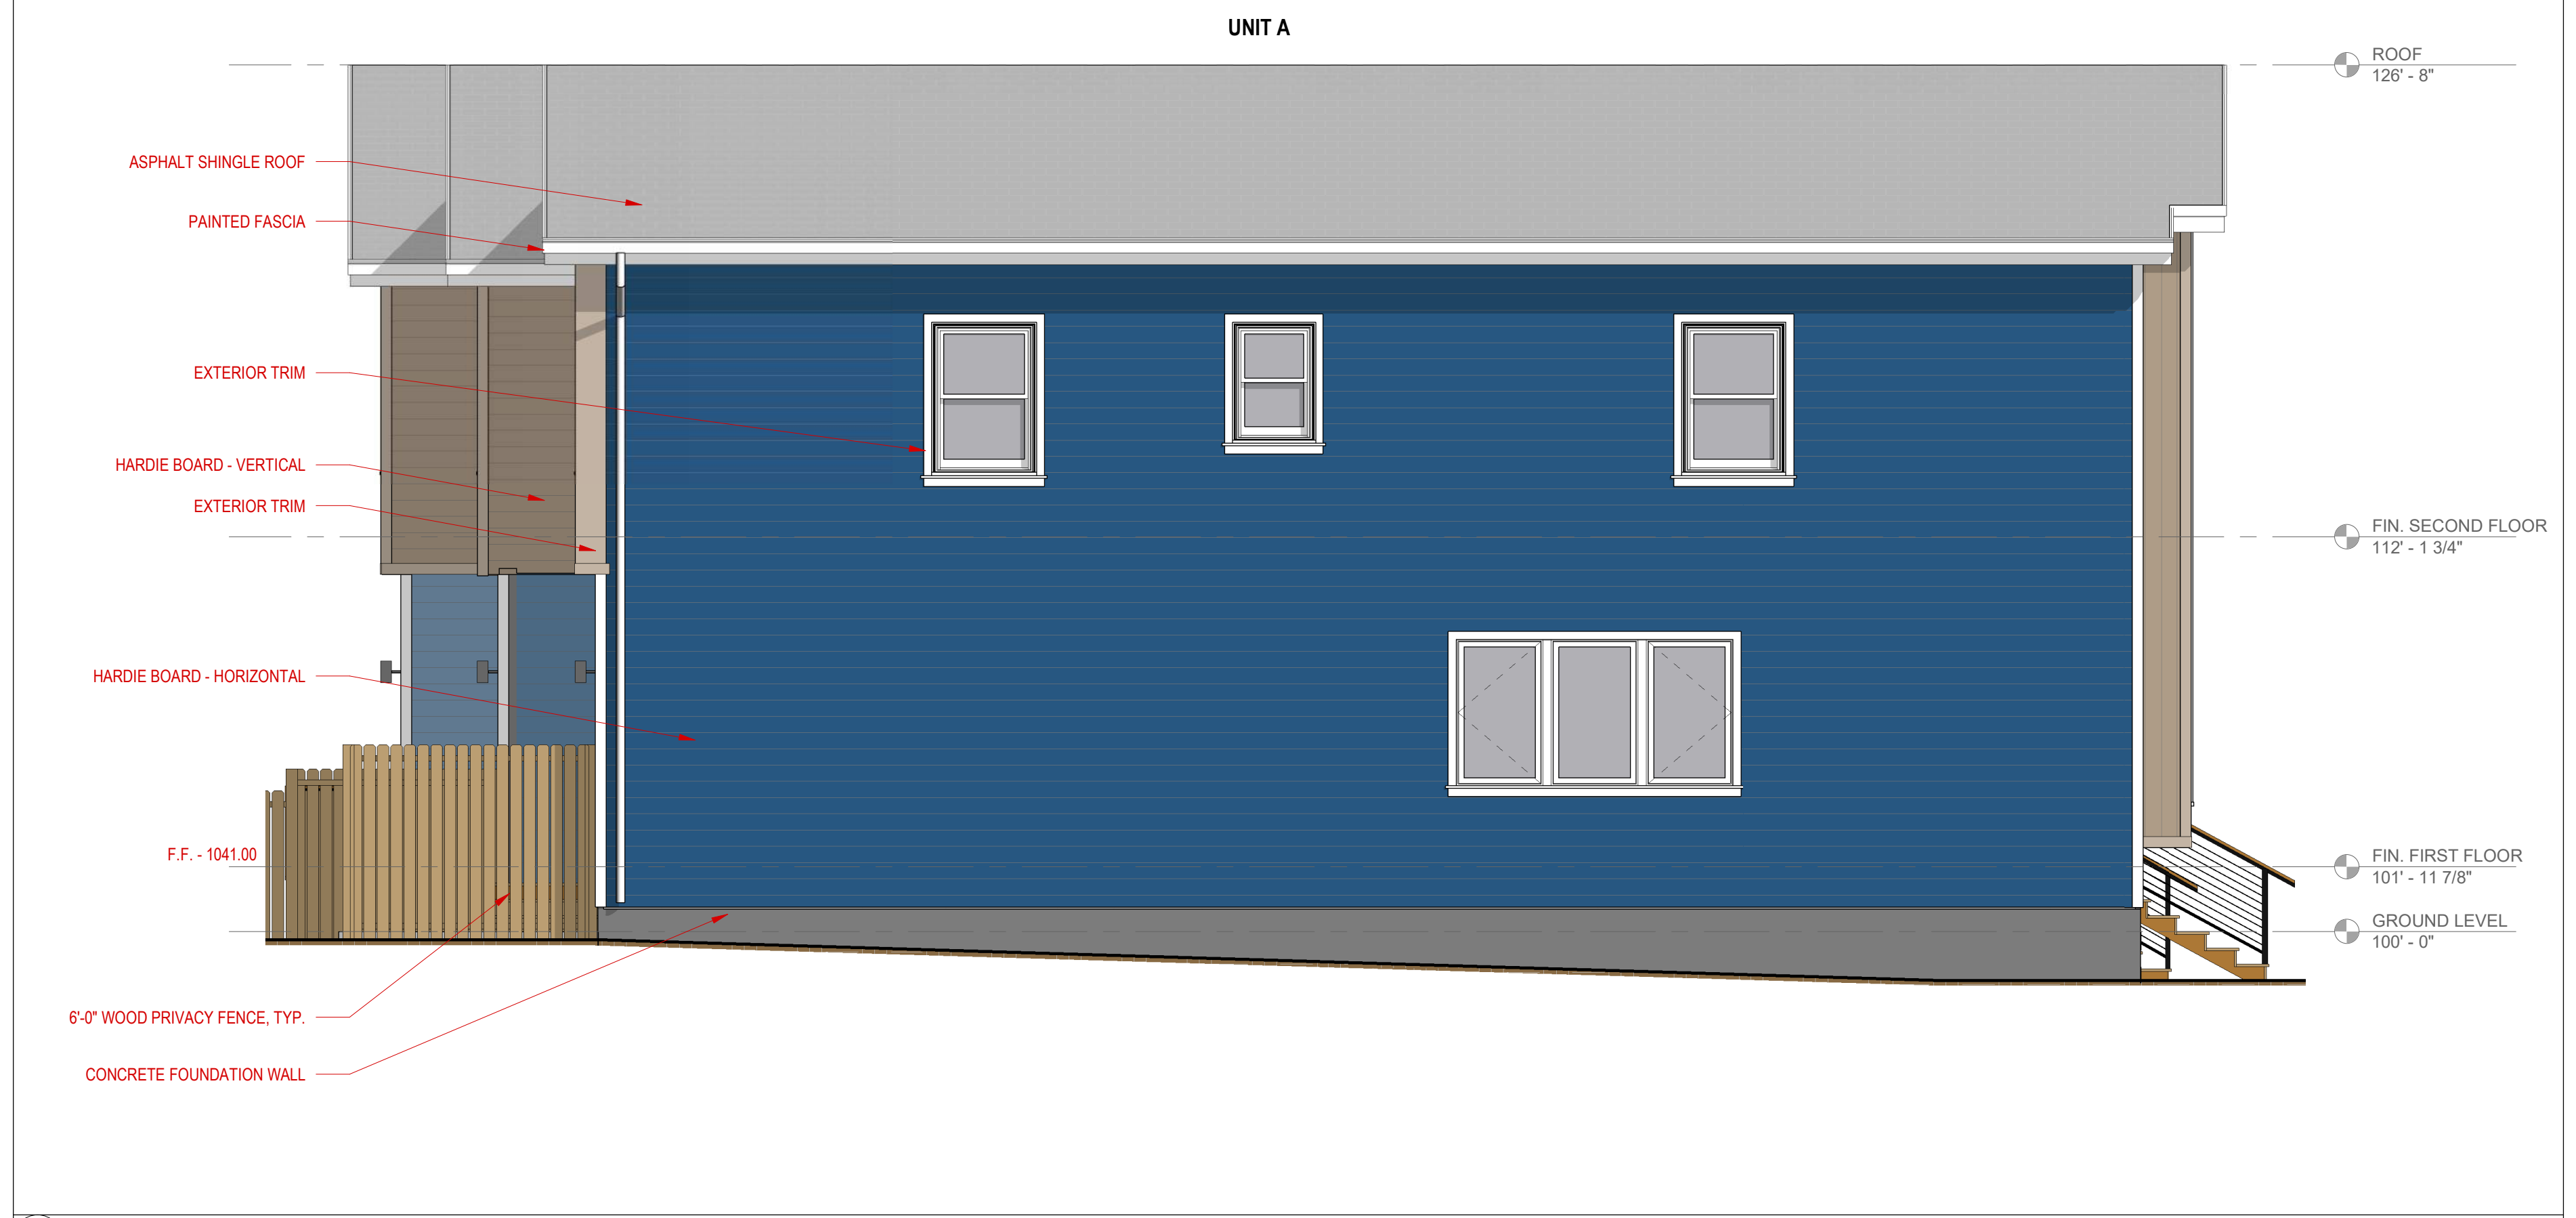 UNIT A
ROOF
126' - 8"
ASPHALT SHINGLE ROOF
PAINTED FASCIA
EXTERIOR TRIM
HARDIE BOARD - VERTICAL
EXTERIOR TRIM
FIN. SECOND FLOOR
112' - 1 3/4"
HARDIE BOARD - HORIZONTAL
F.F. - 1041.00
FIN. FIRST FLOOR
101' - 11 7/8"
GROUND LEVEL
100' - 0"
6'-0" WOOD PRIVACY FENCE, TYP.
CONCRETE FOUNDATION WALL